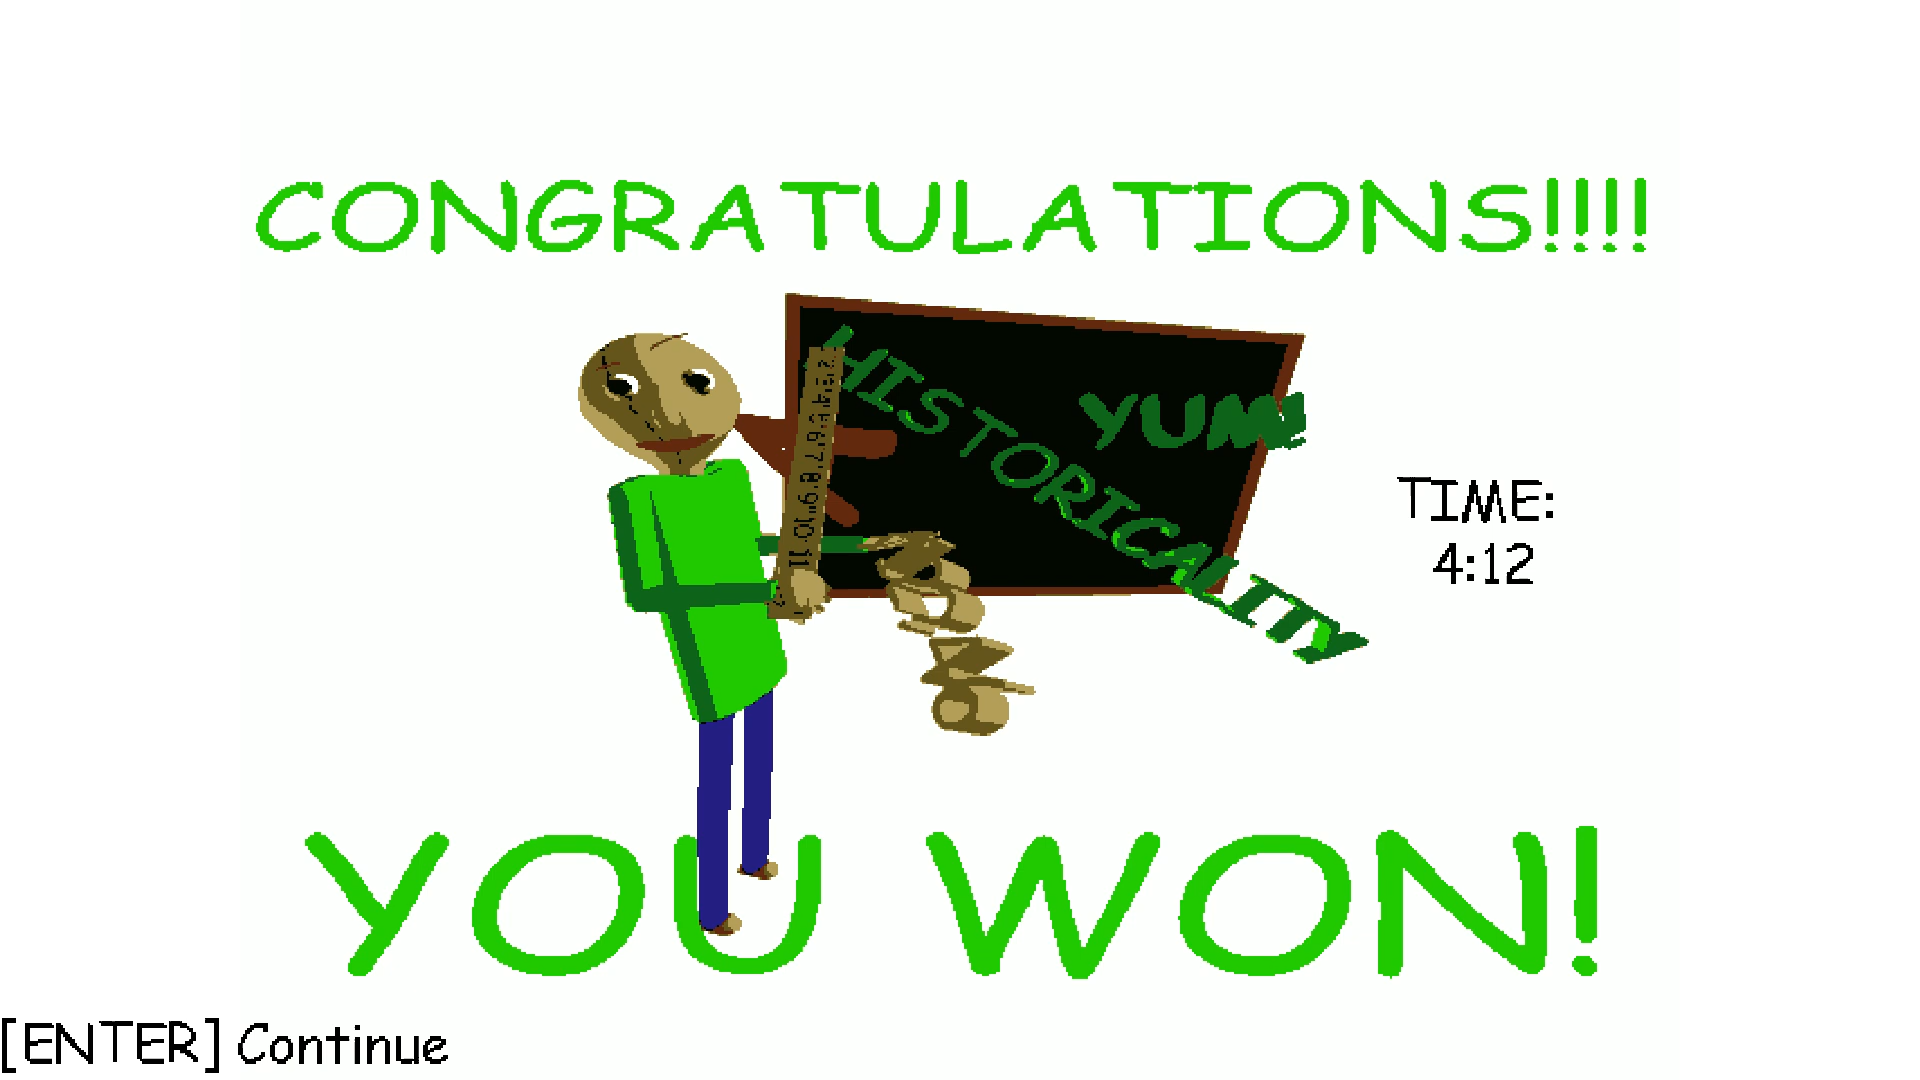 CONGRATULATIONS!!!!
HISTORICALITY
YUM!
TIME:
4:12
YOU WON!
[ENTER] Continue